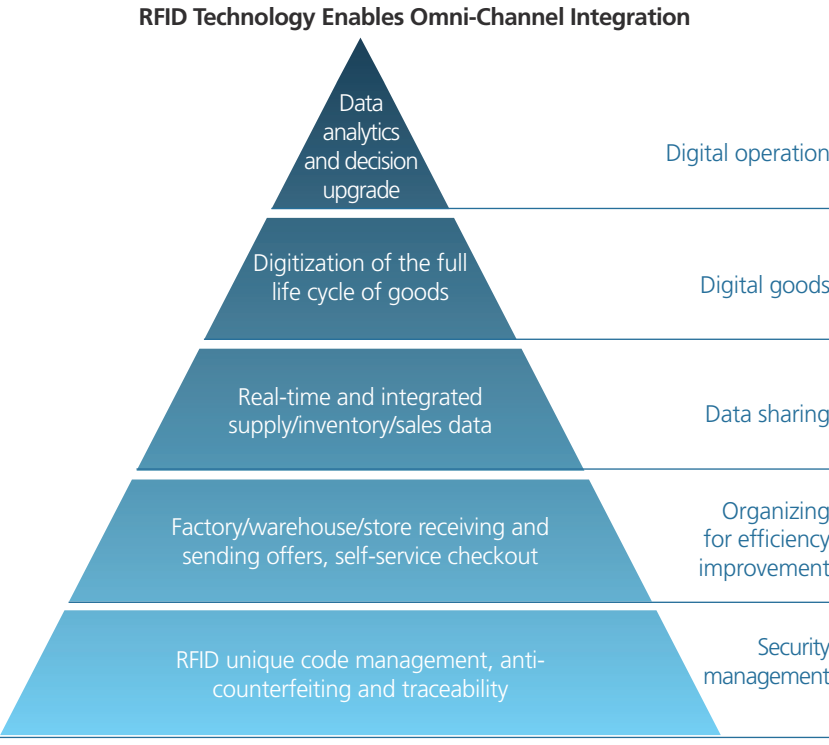 RFID Technology Enables Omni-Channel Integration
Data
analytics
and decision
upgrade
Digital operation
Digitization of the full
life cycle of goods
Digital goods
Real-time and integrated
supply/inventory/sales data
Data sharing
Factory/warehouse/store receiving and
sending offers, self-service checkout
Organizing
for efficiency
improvement
RFID unique code management, anti-
counterfeiting and traceability
Security
management